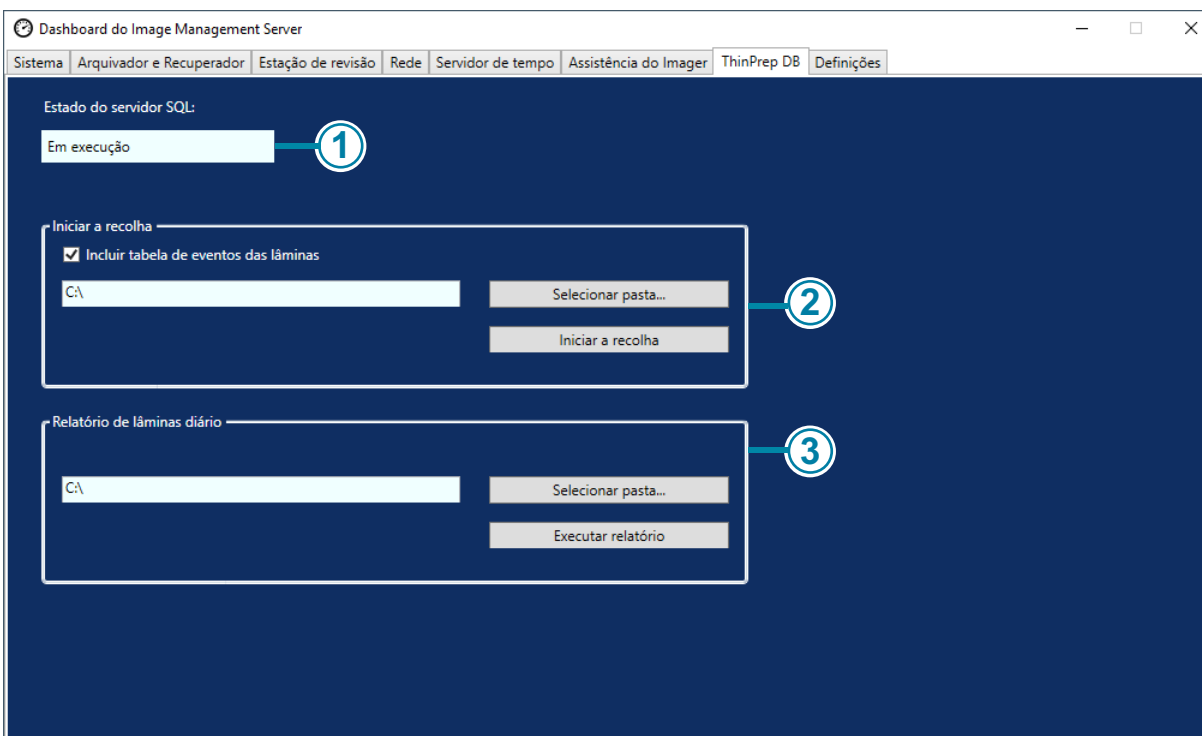 Dashboard do Image Management Server
Sistema Arquivador e Recuperador Estação de revisão Rede Servidor de tempo Assistência do Imager ThinPrep DB Definições
Estado do servidor SQL:
Em execução
1
Iniciar a recolha
Incluir tabela de eventos das lâminas
C:\ Selecionar pasta...
2
Iniciar a recolha
Relatório de lâminas diário
3
C:\ Selecionar pasta...
Executar relatório